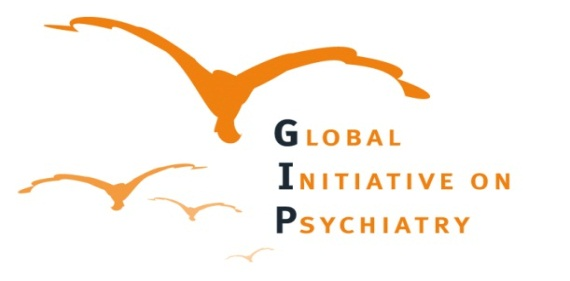 GLOBAL
INITIATIVE ON
PSYCHIATRY